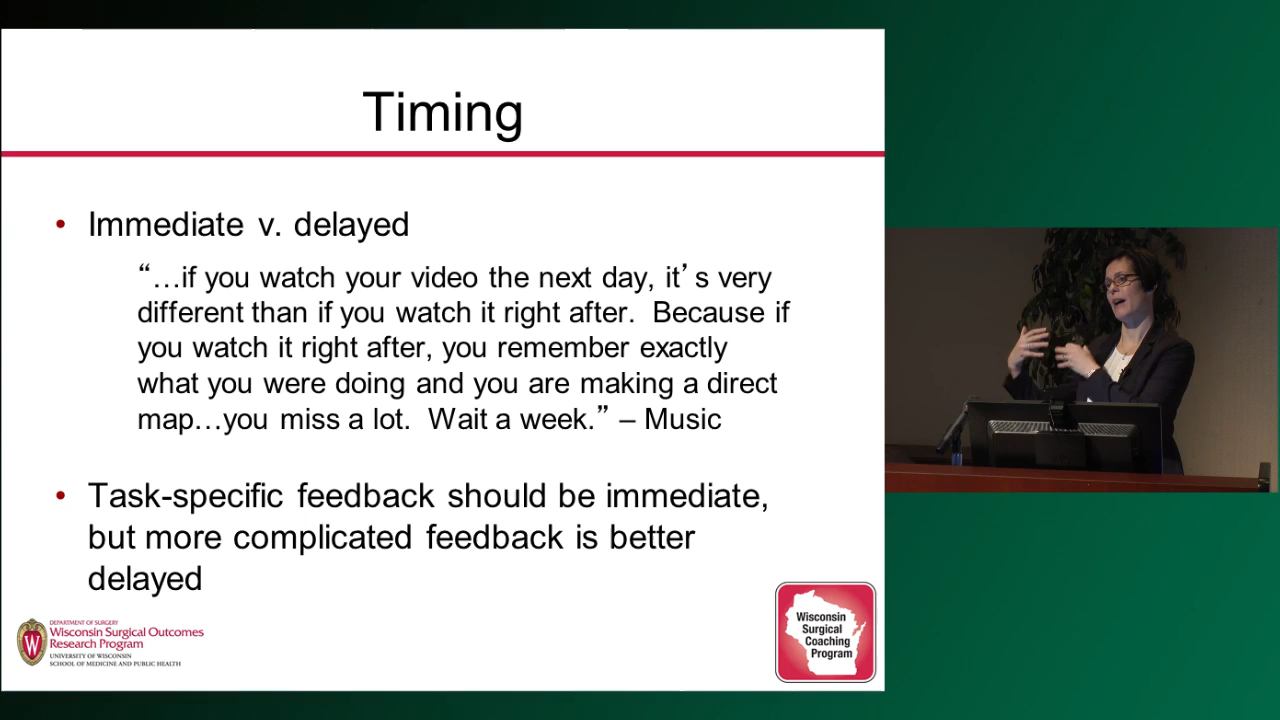 Timing
• Immediate v. delayed
“…if you watch your video the next day, it’s very
different than if you watch it right after.  Because if
you watch it right after, you remember exactly
what you were doing and you are making a direct
map…you miss a lot.  Wait a week.” – Music
• Task-specific feedback should be immediate,
but more complicated feedback is better
delayed
W
DEPARTMENT OF SURGERY
Wisconsin Surgical Outcomes
Research Program
UNIVERSITY OF WISCONSIN
SCHOOL OF MEDICINE AND PUBLIC HEALTH
Wisconsin
Surgical
Coaching
Program